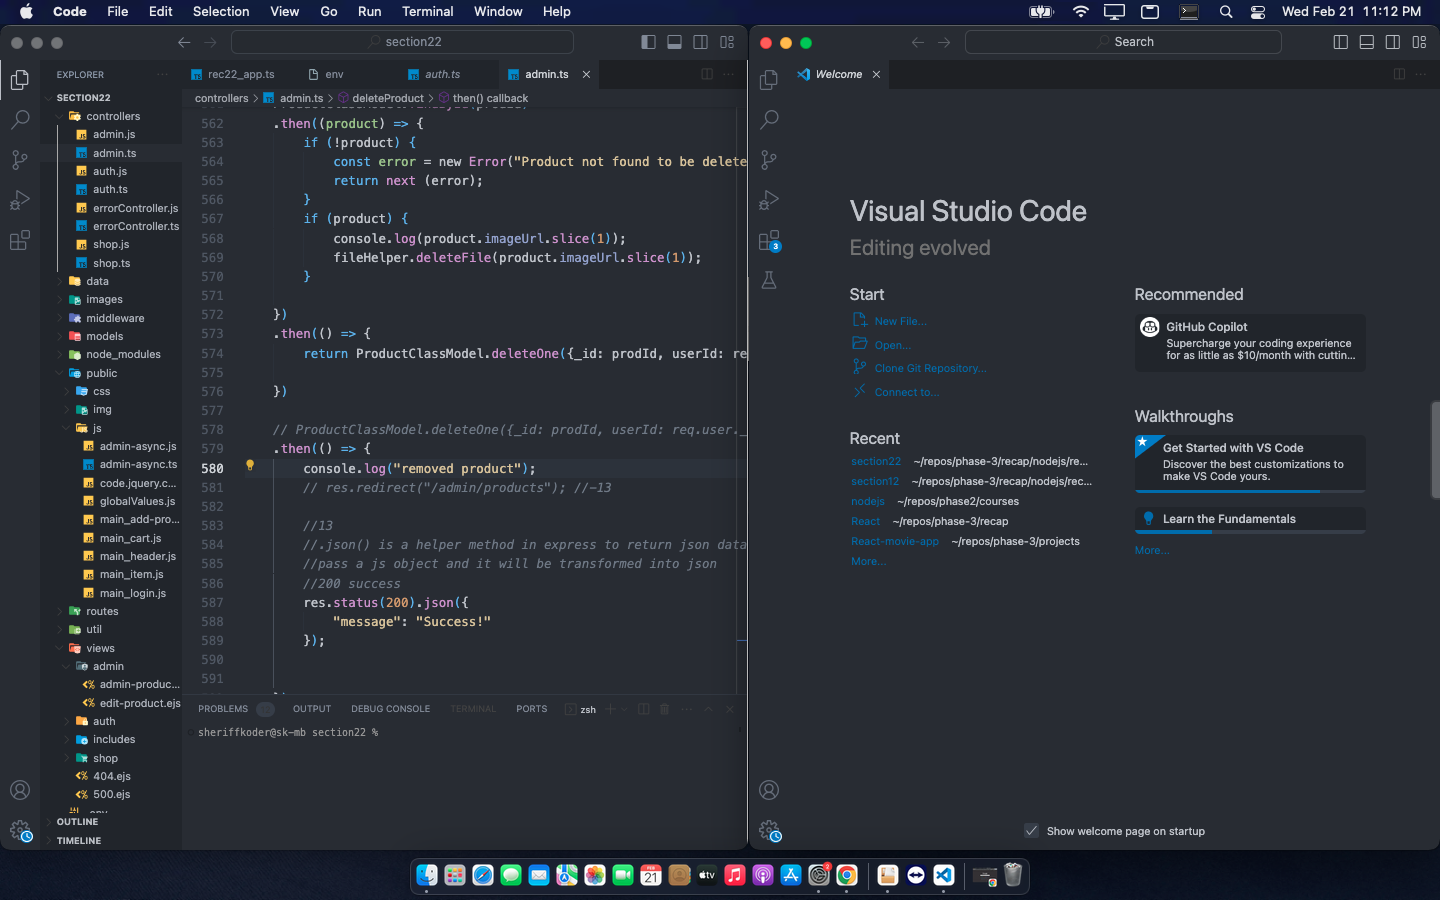 Code File Edit Selection View Go Run Terminal Window Help
Wed Feb 21 11:12 PM
section22
EXPLORER
SECTION22
controllers
admin.js
admin.ts
auth.js
auth.ts
errorController.js
errorController.ts
shop.js
shop.ts
data
images
middleware
models
node_modules
public
css
img
js
admin-async.js
admin-async.ts
code.jquery.c...
globalValues.js
main_add-pro...
main_cart.js
main_header.js
main_item.js
main_login.js
routes
util
views
admin
admin-produc...
edit-product.ejs
auth
includes
shop
404.ejs
500.ejs
OUTLINE
TIMELINE
rec22_app.ts env auth.ts admin.ts
controllers > admin.ts > deleteProduct > then() callback
562 .then((product) => {
563 if (!product) {
564 const error = new Error("Product not found to be delete
565 return next (error);
566 }
567 if (product) {
568 console.log(product.imageUrl.slice(1));
569 fileHelper.deleteFile(product.imageUrl.slice(1));
570 }
571
572 })
573 .then(() => {
574 return ProductClassModel.deleteOne({_id: prodId, userId: re
575
576 })
577
578 // ProductClassModel.deleteOne({_id: prodId, userId: req.user._
579 .then(() => {
580 console.log("removed product");
581 // res.redirect("/admin/products"); //-13
582
583 //13
584 //.json() is a helper method in express to return json data
585 //pass a js object and it will be transformed into json
586 //200 success
587 res.status(200).json({
588 "message": "Success!"
589 });
590
591
PROBLEMS OUTPUT DEBUG CONSOLE TERMINAL PORTS zsh
sheriffkoder@sk-mb section22 %
Search
Welcome
3
Visual Studio Code
Editing evolved
Start
New File...
Open...
Clone Git Repository...
Connect to...
Recent
section22 ~/repos/phase-3/recap/nodejs/re...
section12 ~/repos/phase-3/recap/nodejs/rec...
nodejs ~/repos/phase2/courses
React ~/repos/phase-3/recap
React-movie-app ~/repos/phase-3/projects
More...
Recommended
GitHub Copilot
Supercharge your coding experience
for as little as $10/month with cuttin...
Walkthroughs
Get Started with VS Code
Discover the best customizations to
make VS Code yours.
Learn the Fundamentals
More...
Show welcome page on startup
FEB
21
tv
3